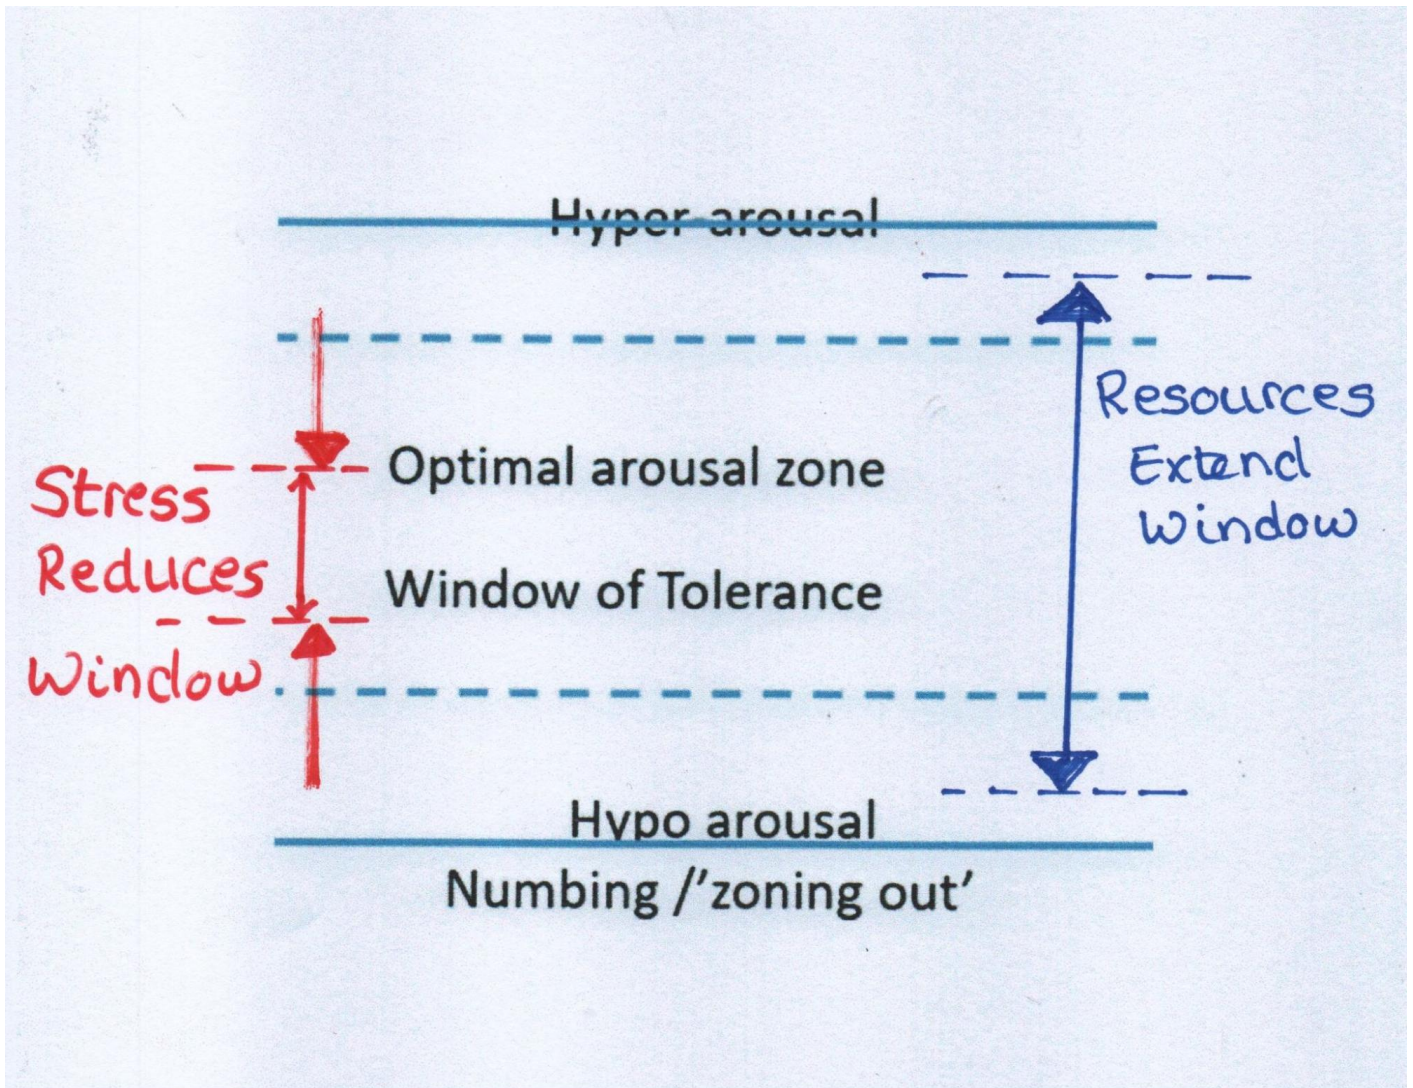 Hyper-arousal
Optimal arousal zone
Window of Tolerance
Hypo arousal
Numbing /’zoning out’
Stress
Reduces
Window
Resources
Extend
Window